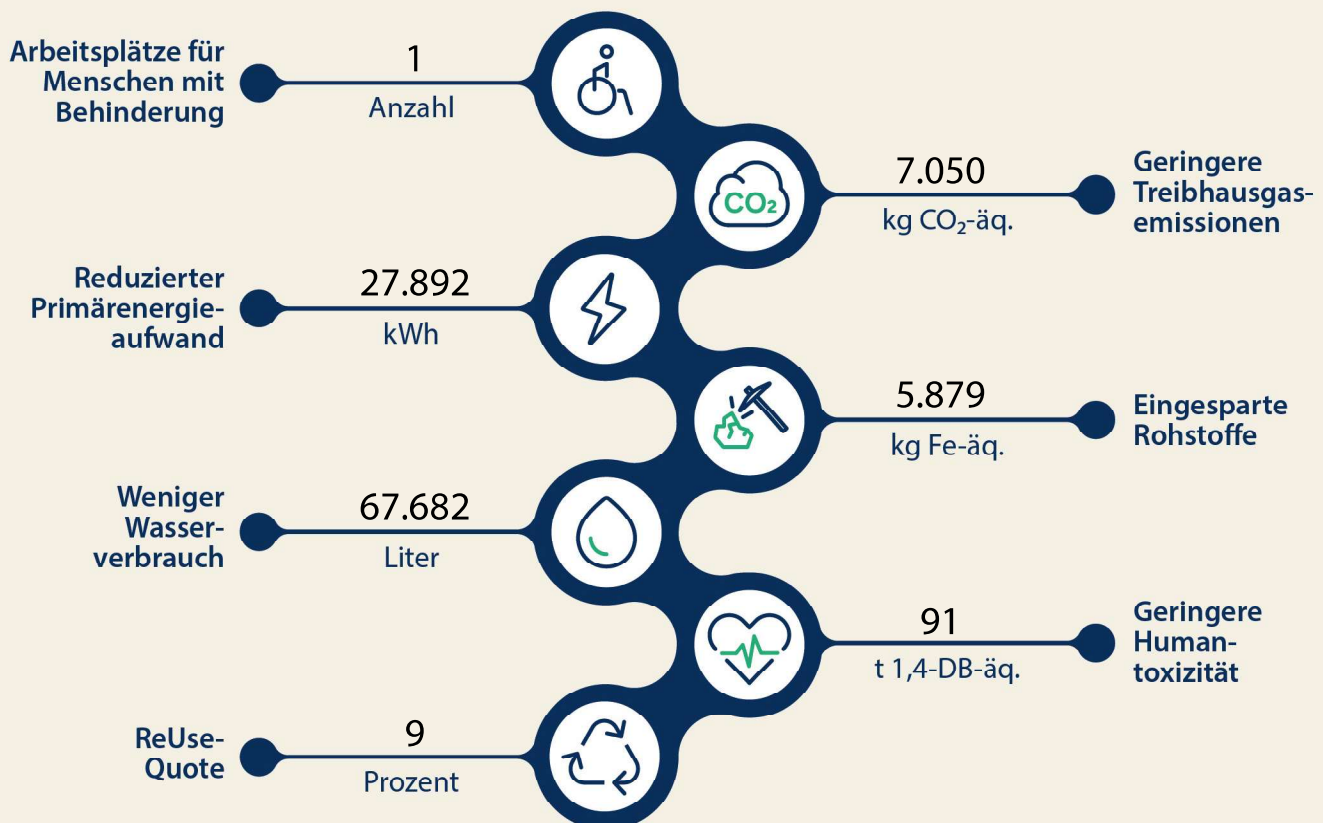 Arbeitsplätze für
Menschen mit
Behinderung
1
Anzahl
CO₂
7.050
kg CO₂-äq.
Geringere
Treibhausgas-
emissionen
Reduzierter
Primärenergie-
aufwand
27.892
kWh
5.879
kg Fe-äq.
Eingesparte
Rohstoffe
Weniger
Wasser-
verbrauch
67.682
Liter
91
t 1,4-DB-äq.
Geringere
Human-
toxizität
ReUse-
Quote
9
Prozent